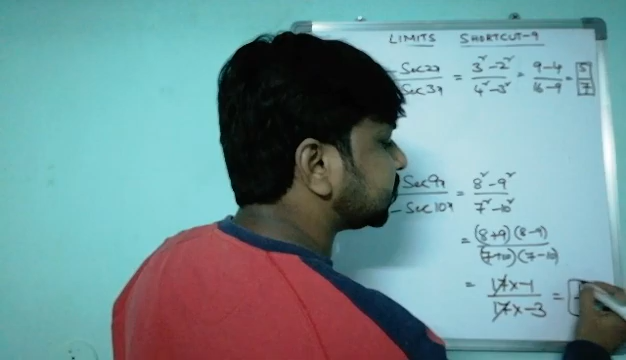 LIMITS SHORTCUT-9
- Sec2x / - Sec3x = 3² - 2² / 4² - 3² = 9 - 4 / 16 - 9 = 5 / 7
Sec9x / - Sec10x = 8² - 9² / 7² - 10²
= (8+9) (8-9) / (7+10) (7-10)
= 17 x -1 / 17 x -3 =